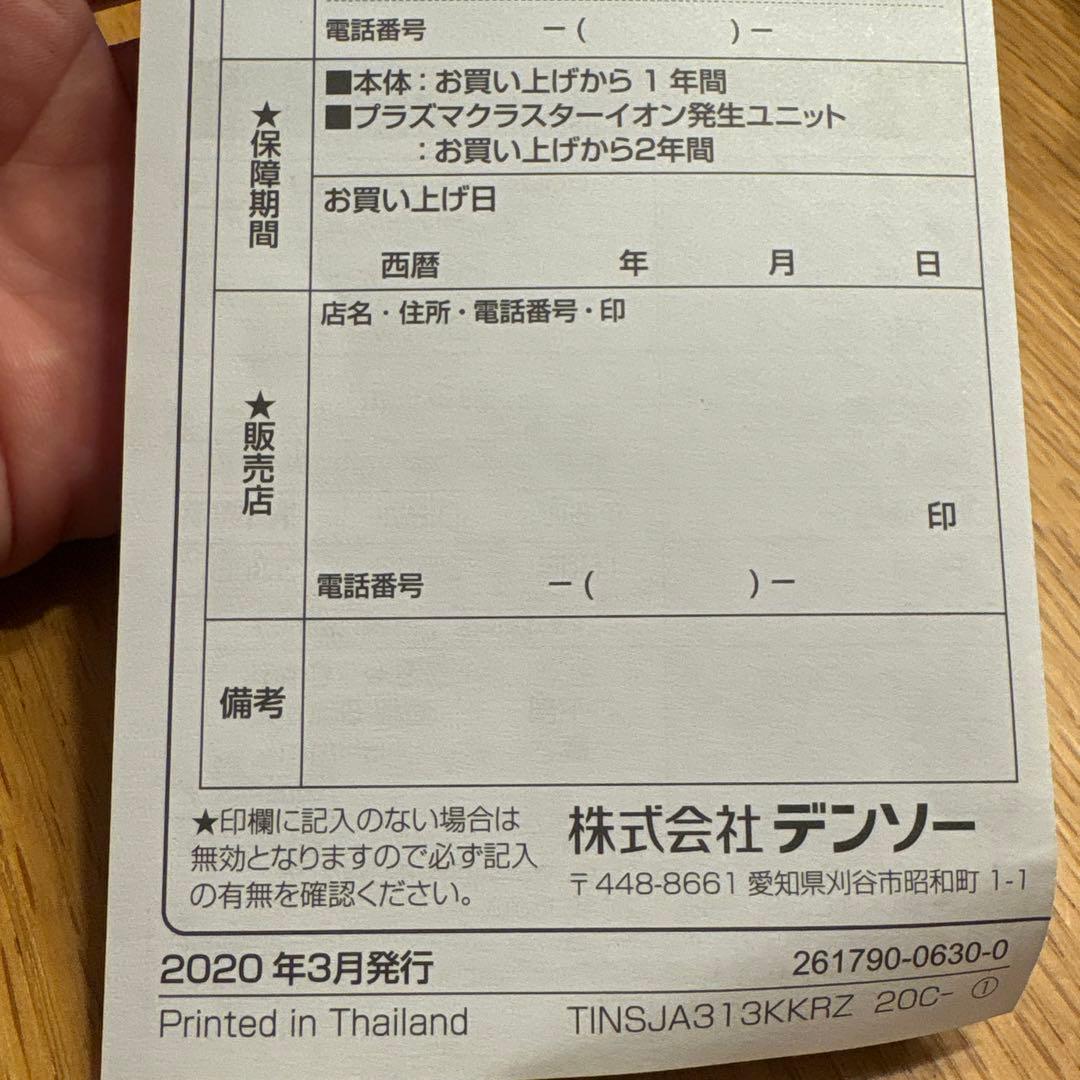 電話番号 ー( )ー
★保障期間
■本体：お買い上げから 1 年間
■プラズマクラスターイオン発生ユニット
：お買い上げから2年間
お買い上げ日
西暦 年 月 日
★販売店
店名・住所・電話番号・印
印
電話番号 ー( )ー
備考
★印欄に記入のない場合は
無効となりますので必ず記入
の有無を確認ください。
株式会社 デンソー
〒448-8661 愛知県刈谷市昭和町 1-1
2020 年3月発行
261790-0630-0
Printed in Thailand
TINSJA313KKRZ 20C- ①